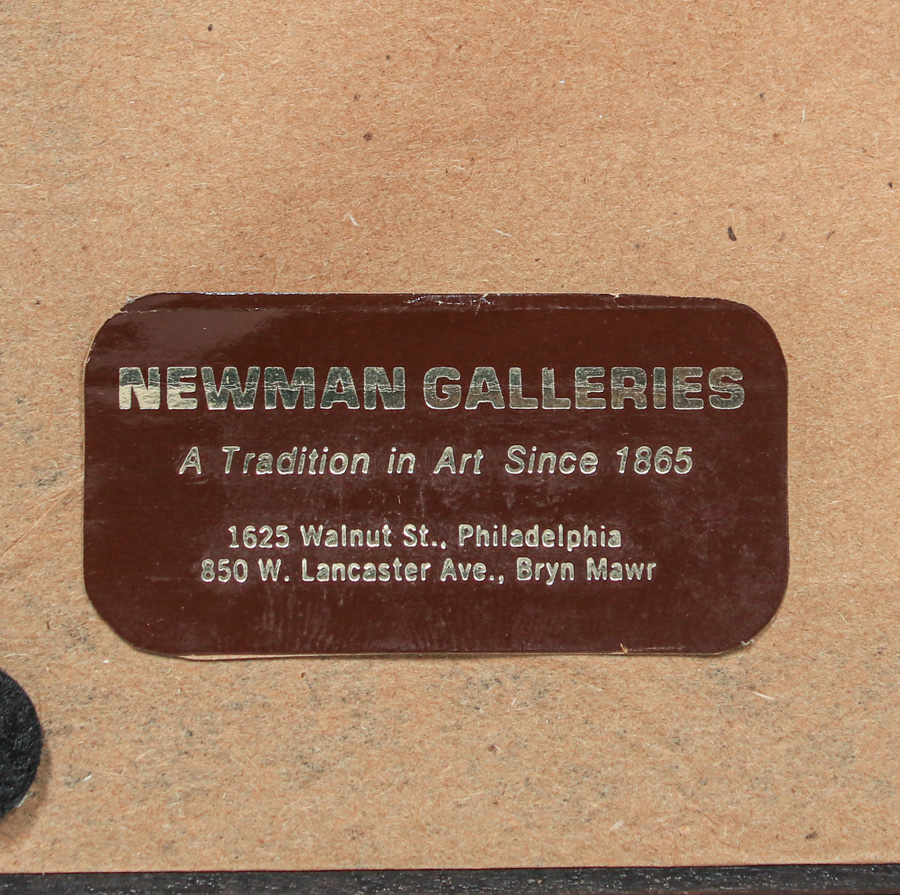 NEWMAN GALLERIES
A Tradition in Art Since 1865
1625 Walnut St., Philadelphia
850 W. Lancaster Ave., Bryn Mawr